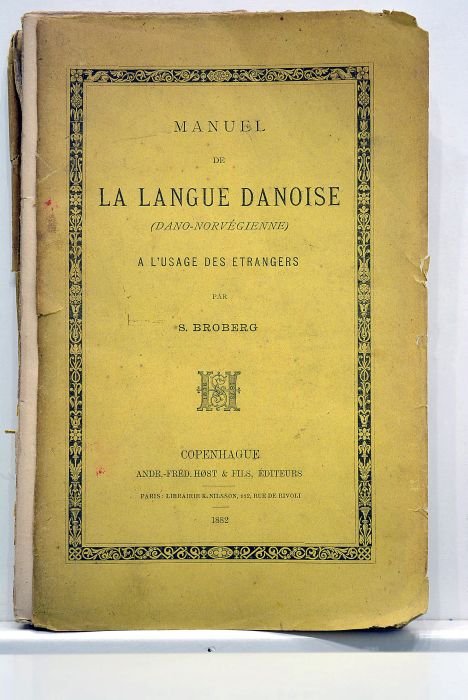 MANUEL
DE
LA LANGUE DANOISE
(DANO-NORVÉGIENNE)
A L'USAGE DES ETRANGERS
PAR
S. BROBERG
COPENHAGUE
ANDR.-FRÉD. HØST & FILS, ÉDITEURS
PARIS: LIBRAIRIE K. NILSSON, 212, RUE DE RIVOLI
1882